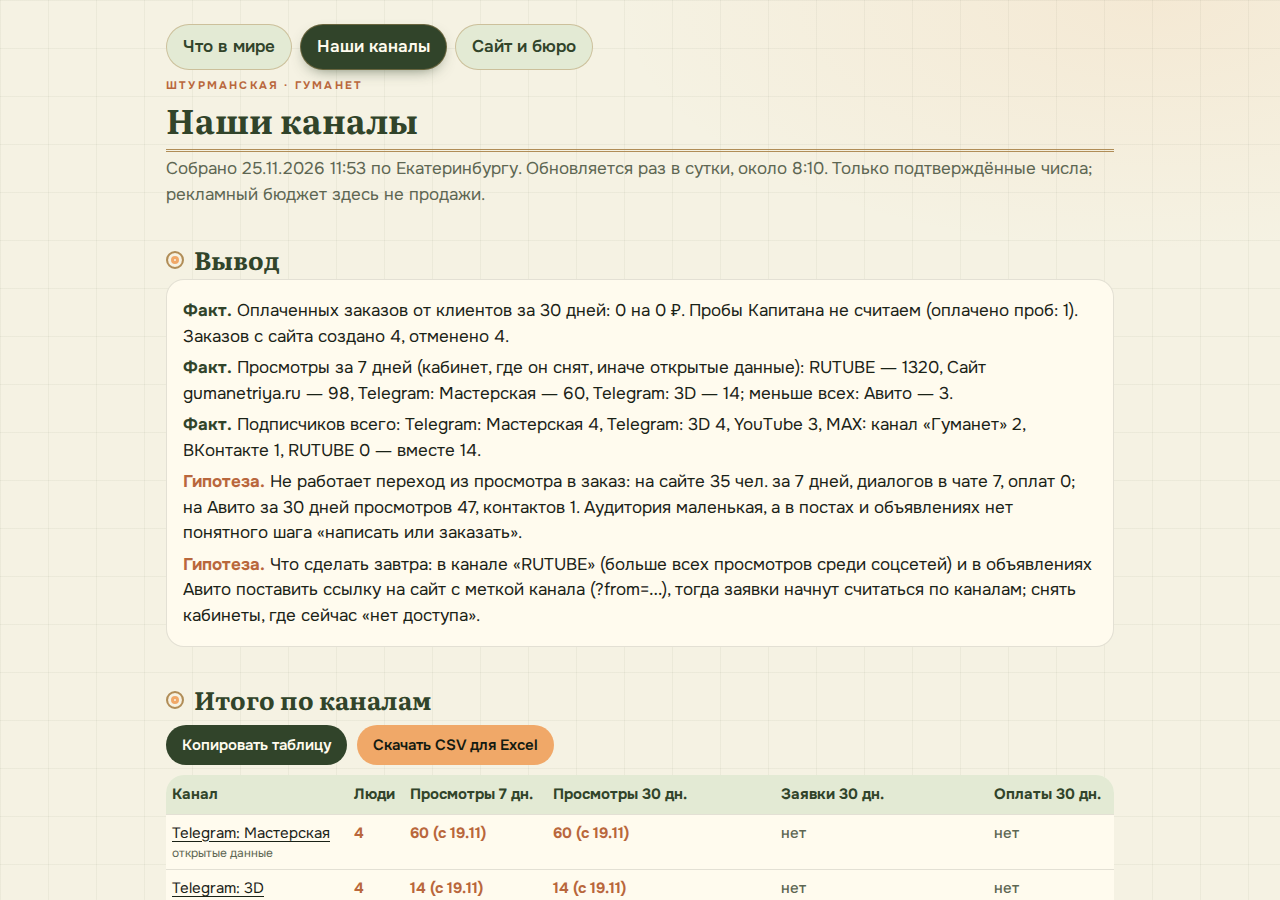 Что в мире
Наши каналы
Сайт и бюро
ШТУРМАНСКАЯ · ГУМАНЕТ
Наши каналы
Собрано 25.11.2026 11:53 по Екатеринбургу. Обновляется раз в сутки, около 8:10. Только подтверждённые числа;
рекламный бюджет здесь не продажи.
Вывод
Факт. Оплаченных заказов от клиентов за 30 дней: 0 на 0 ₽. Пробы Капитана не считаем (оплачено проб: 1).
Заказов с сайта создано 4, отменено 4.
Факт. Просмотры за 7 дней (кабинет, где он снят, иначе открытые данные): RUTUBE — 1320, Сайт
gumanetriya.ru — 98, Telegram: Мастерская — 60, Telegram: 3D — 14; меньше всех: Авито — 3.
Факт. Подписчиков всего: Telegram: Мастерская 4, Telegram: 3D 4, YouTube 3, MAX: канал «Гуманет» 2,
ВКонтакте 1, RUTUBE 0 — вместе 14.
Гипотеза. Не работает переход из просмотра в заказ: на сайте 35 чел. за 7 дней, диалогов в чате 7, оплат 0;
на Авито за 30 дней просмотров 47, контактов 1. Аудитория маленькая, а в постах и объявлениях нет
понятного шага «написать или заказать».
Гипотеза. Что сделать завтра: в канале «RUTUBE» (больше всех просмотров среди соцсетей) и в объявлениях
Авито поставить ссылку на сайт с меткой канала (?from=...), тогда заявки начнут считаться по каналам; снять
кабинеты, где сейчас «нет доступа».
Итого по каналам
Копировать таблицу
Скачать CSV для Excel
Канал Люди Просмотры 7 дн. Просмотры 30 дн. Заявки 30 дн. Оплаты 30 дн.
Telegram: Мастерская 4 60 (с 19.11) 60 (с 19.11) нет нет
открытые данные
Telegram: 3D 4 14 (с 19.11) 14 (с 19.11) нет нет